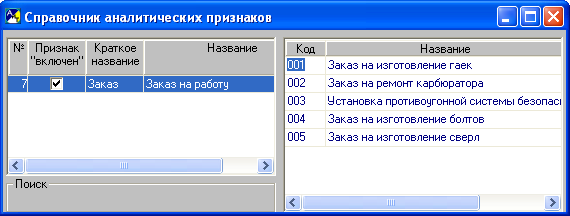 Справочник аналитических признаков
№ Признак "включен" Краткое название Название
7 Заказ Заказ на работу
Поиск
Код Название
001 Заказ на изготовление гаек
002 Заказ на ремонт карбюратора
003 Установка противоугонной системы безопасн
004 Заказ на изготовление болтов
005 Заказ на изготовление сверл